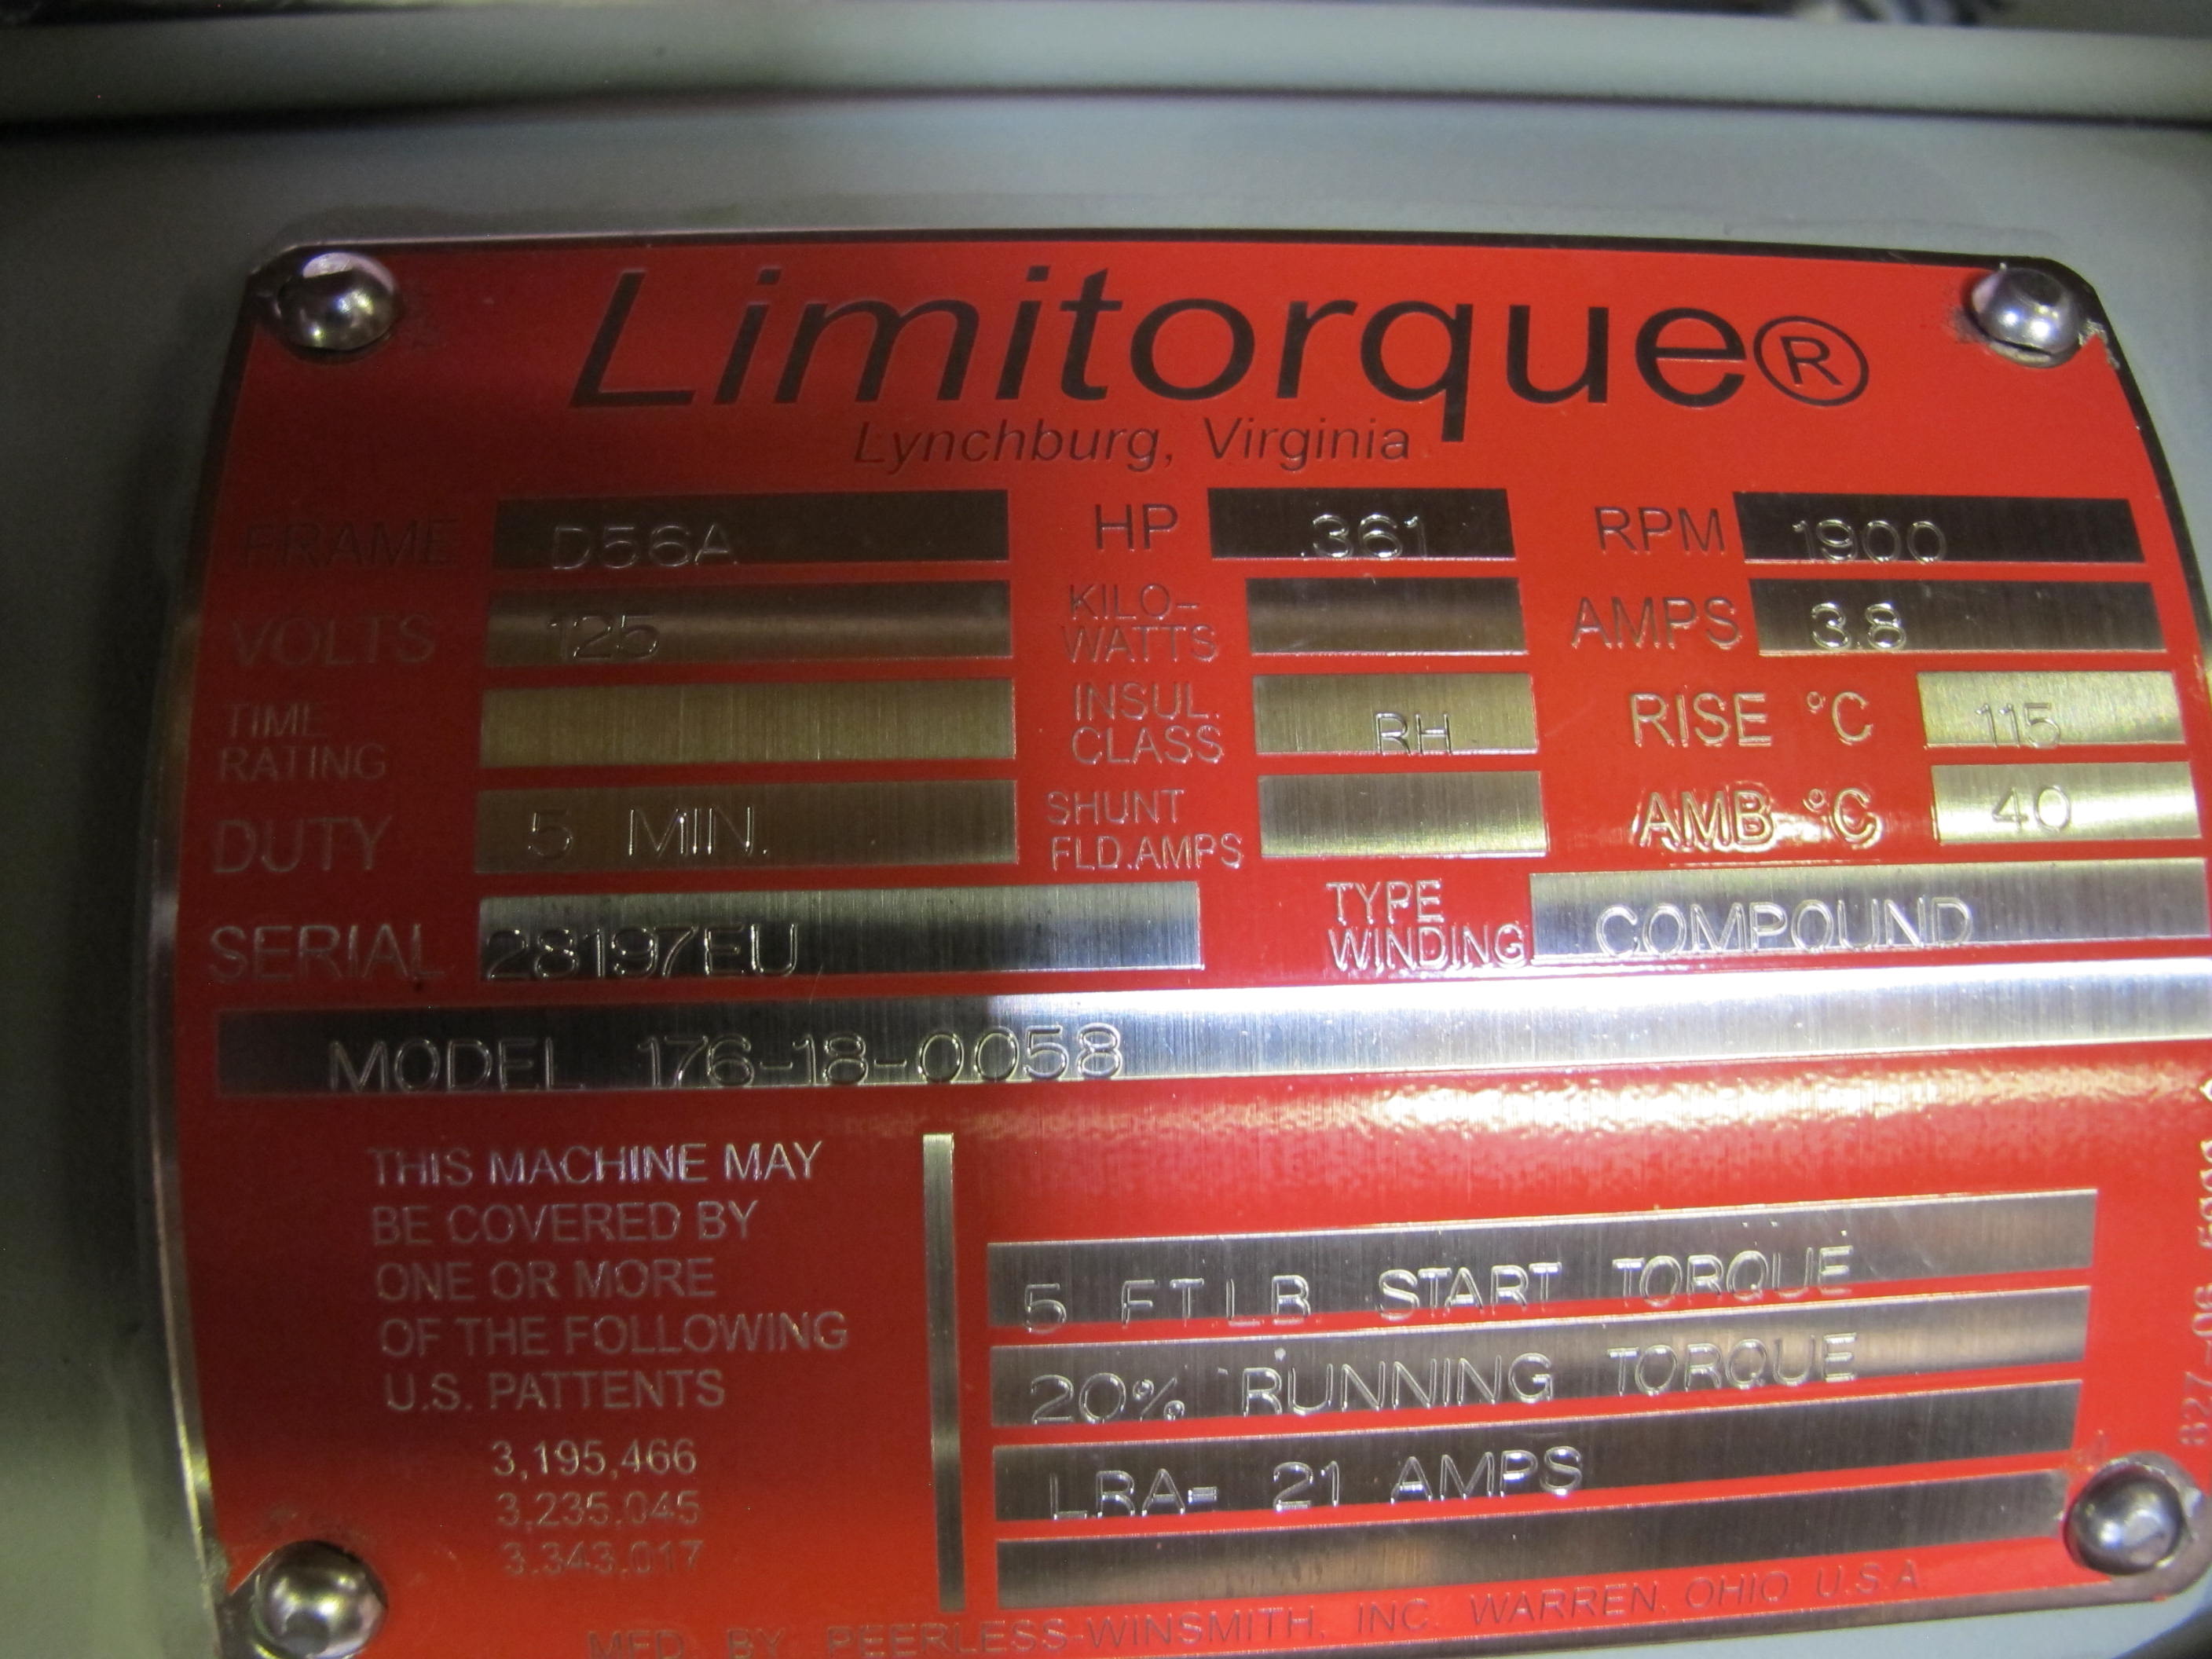 Limitorque®
Lynchburg, Virginia
FRAME D56A HP .361 RPM 1900
VOLTS 125 KILO-WATTS AMPS 3.8
TIME RATING INSUL. CLASS RH RISE °C 115
DUTY 5 MIN. SHUNT FLD.AMPS AMB °C 40
SERIAL 28197EU TYPE WINDING COMPOUND
MODEL 176-18-0058
THIS MACHINE MAY
BE COVERED BY
ONE OR MORE
OF THE FOLLOWING
U.S. PATTENTS
3,195,466
3,235,045
3,343,017
5 FTLB START TORQUE
20% RUNNING TORQUE
LRA= 21 AMPS
MFD. BY PEERLESS-WINSMITH, INC. WARREN, OHIO U.S.A